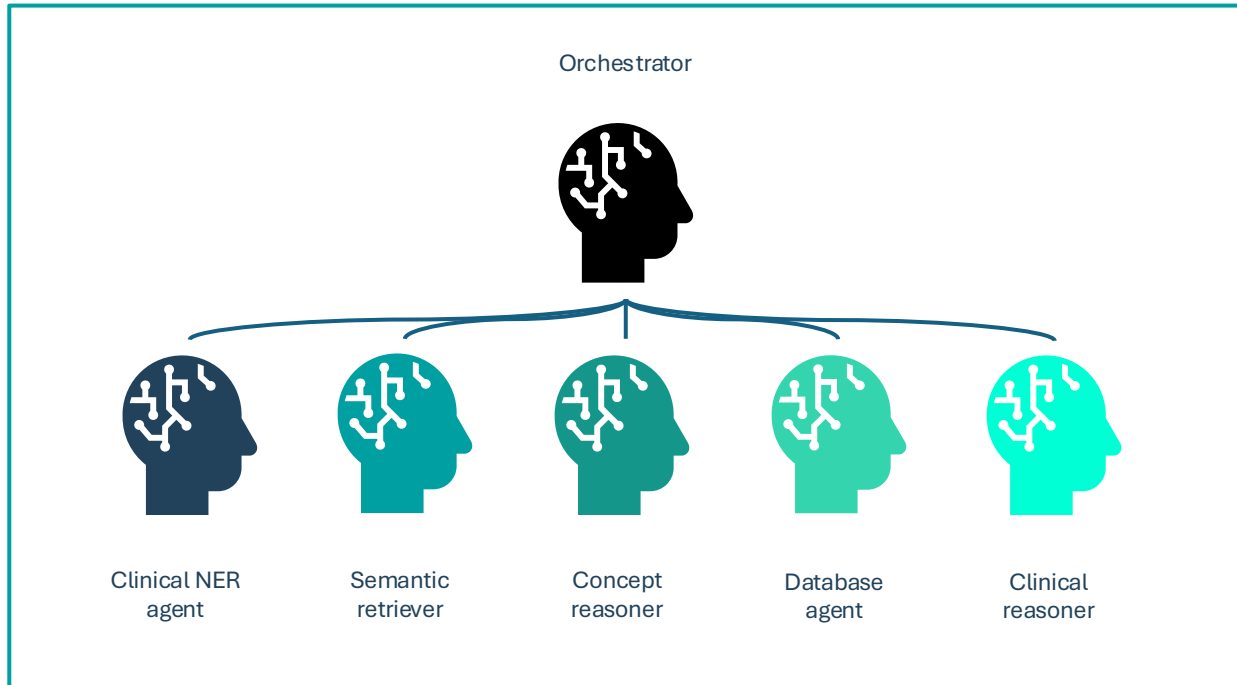 Orchestrator
Clinical NER
agent
Semantic
retriever
Concept
reasoner
Database
agent
Clinical
reasoner